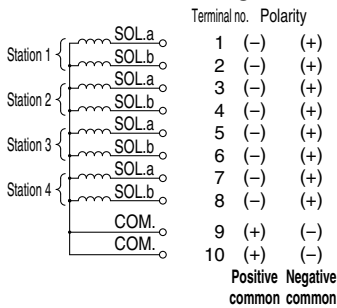 Terminal no. Polarity
Station 1 SOL.a 1 (–) (+)
SOL.b 2 (–) (+)
Station 2 SOL.a 3 (–) (+)
SOL.b 4 (–) (+)
Station 3 SOL.a 5 (–) (+)
SOL.b 6 (–) (+)
Station 4 SOL.a 7 (–) (+)
SOL.b 8 (–) (+)
COM. 9 (+) (–)
COM. 10 (+) (–)
Positive Negative
common common